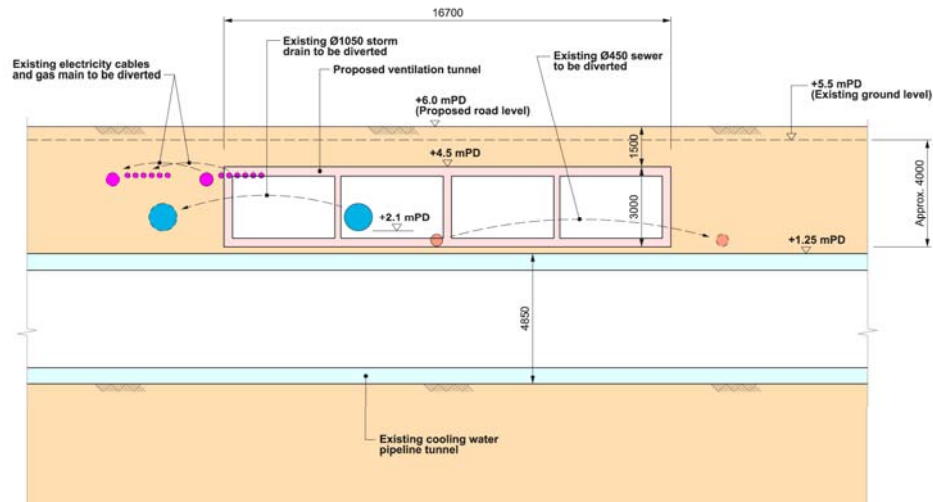 16700
Existing Ø1050 storm
drain to be diverted
Existing Ø450 sewer
to be diverted
Existing electricity cables
and gas main to be diverted
Proposed ventilation tunnel
+5.5 mPD
(Existing ground level)
+6.0 mPD
(Proposed road level)
1500
+4.5 mPD
3000
Approx. 4000
+2.1 mPD
+1.25 mPD
4850
Existing cooling water
pipeline tunnel